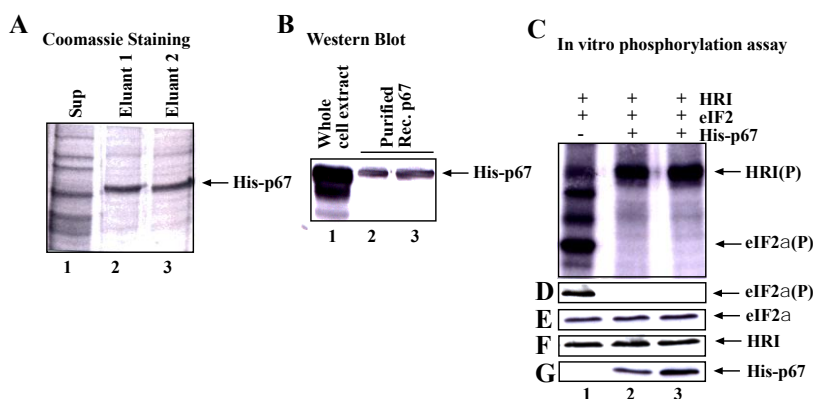 A
Coomassie Staining
Sup
Eluant 1
Eluant 2
His-p67
1 2 3
B
Western Blot
Whole
cell extract
Purified
Rec. p67
His-p67
1 2 3
C
In vitro phosphorylation assay
+ + + HRI
+ + + eIF2
- + + His-p67
HRI(P)
eIF2a(P)
D eIF2a(P)
E eIF2a
F HRI
G His-p67
1 2 3